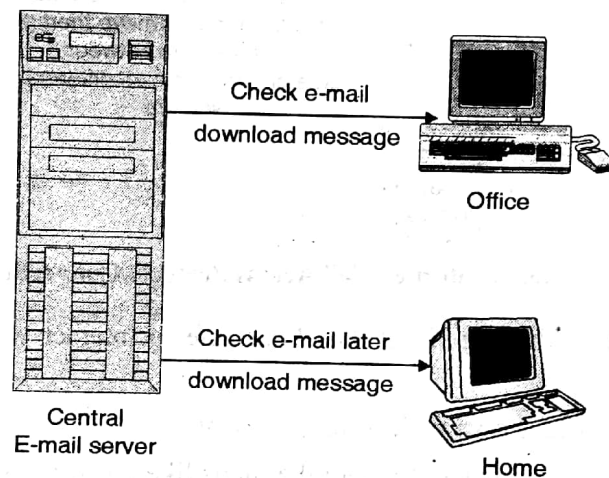 Check e-mail
download message
Office
Check e-mail later
download message
Central
E-mail server
Home